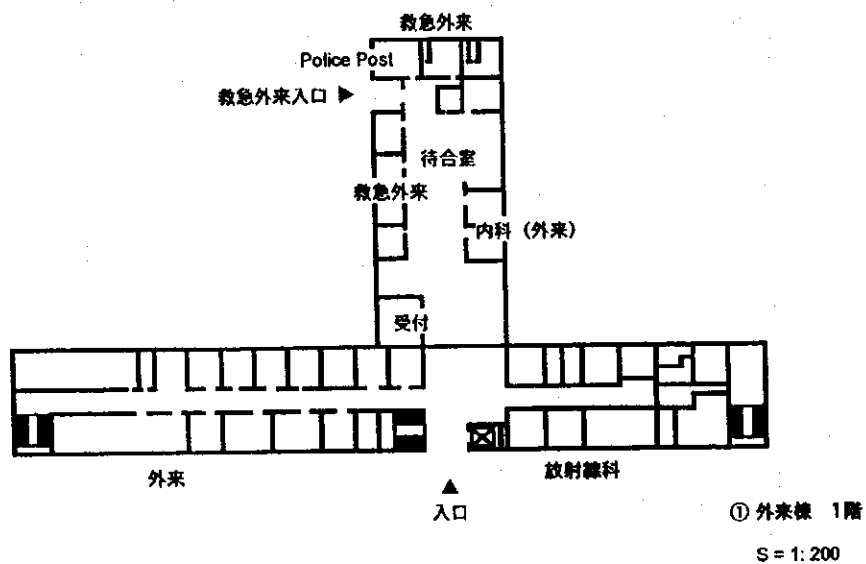 救急外来
Police Post
救急外来入口
待合室
救急外来
内科（外来）
受付
外来
放射線科
入口
① 外来棟 1階
S = 1: 200